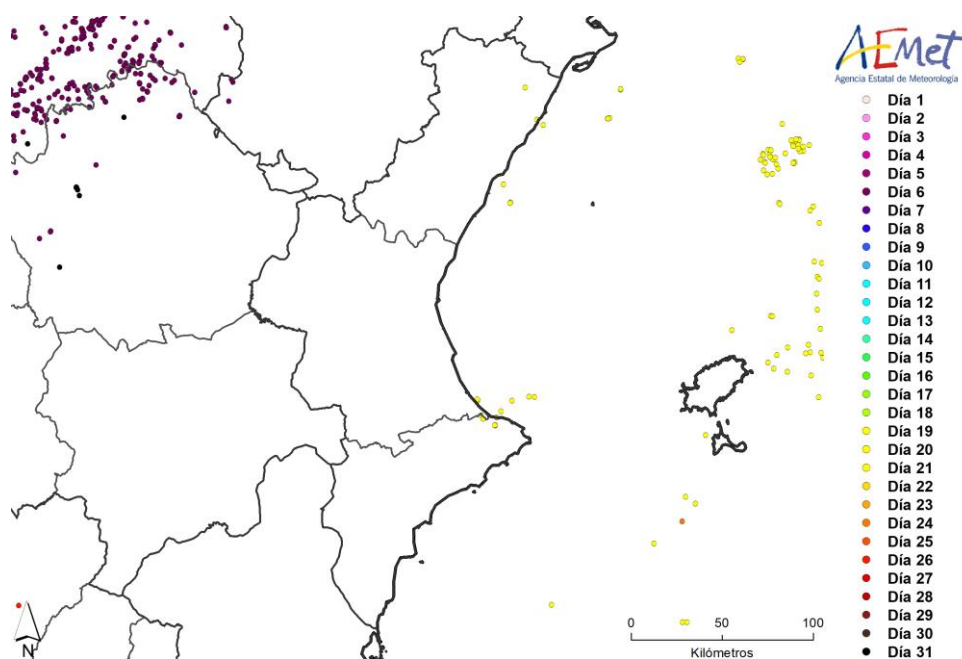 AEMet
Agencia Estatal de Meteorología
Día 1
Día 2
Día 3
Día 4
Día 5
Día 6
Día 7
Día 8
Día 9
Día 10
Día 11
Día 12
Día 13
Día 14
Día 15
Día 16
Día 17
Día 18
Día 19
Día 20
Día 21
Día 22
Día 23
Día 24
Día 25
Día 26
Día 27
Día 28
Día 29
Día 30
Día 31
0 50 100
Kilómetros
N